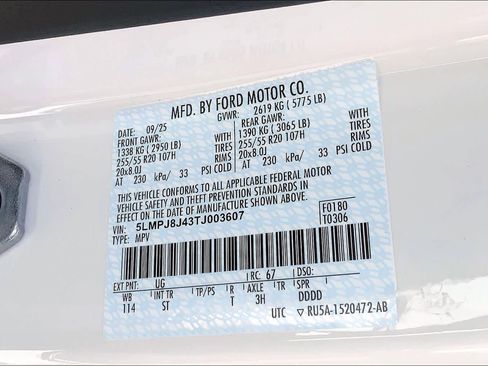 MFD. BY FORD MOTOR CO.
DATE: 09/25 GVWR: 2619 KG ( 5775 LB)
FRONT GAWR: REAR GAWR:
1338 KG ( 2950 LB) WITH 1390 KG ( 3065 LB) WITH
255/55 R20 107H TIRES 255/55 R20 107H TIRES
20x8.0J RIMS 20x8.0J RIMS
AT 230 kPa/ 33 PSI COLD AT 230 kPa/ 33 PSI COLD
THIS VEHICLE CONFORMS TO ALL APPLICABLE FEDERAL MOTOR
VEHICLE SAFETY AND THEFT PREVENTION STANDARDS IN
EFFECT ON THE DATE OF MANUFACTURE SHOWN ABOVE.
VIN: 5LMPJ8J43TJ003607 F0180
TYPE: MPV T0306
EXT PNT: UG RC: 67 DSO:
WB INT TR TP/PS R AXLE TR SPR
114 ST T 3H DDDD
UTC ▽ RU5A-1520472-AB